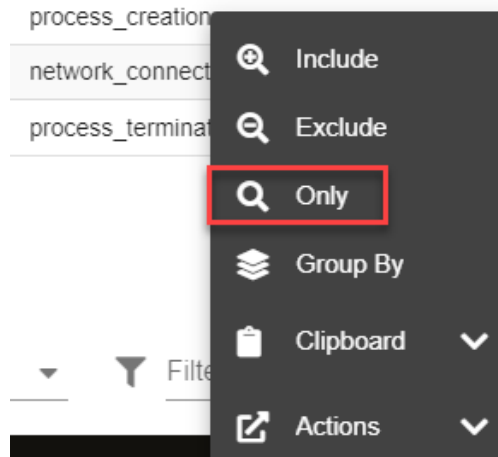 process_creation
network_connect
process_terminat
Include
Exclude
Only
Group By
Clipboard
Filte
Actions